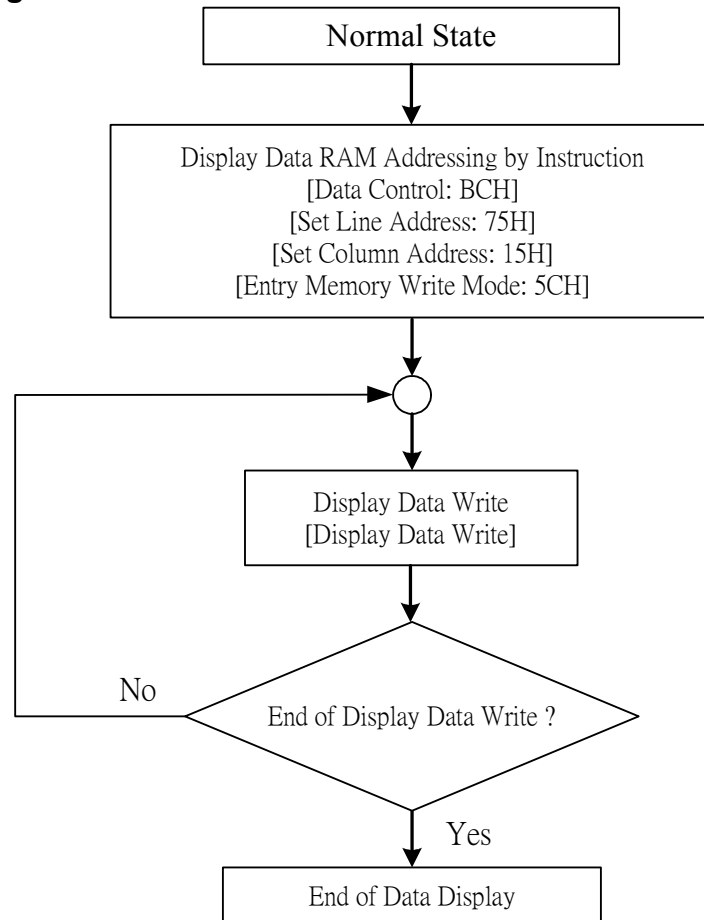 Normal State
Display Data RAM Addressing by Instruction
[Data Control: BCH]
[Set Line Address: 75H]
[Set Column Address: 15H]
[Entry Memory Write Mode: 5CH]
Display Data Write
[Display Data Write]
No
End of Display Data Write ?
Yes
End of Data Display